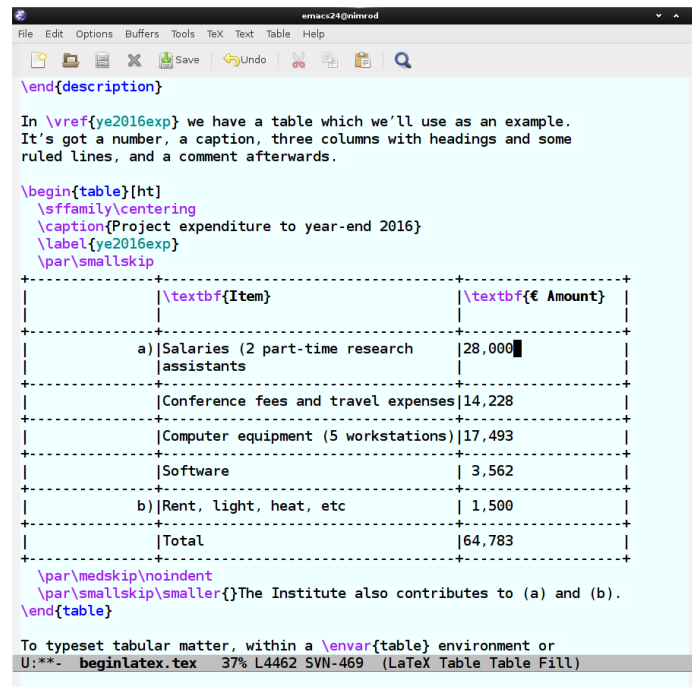 emacs24@nimrod
File Edit Options Buffers Tools TeX Text Table Help
Save Undo
\end{description}
In \vref{ye2016exp} we have a table which we'll use as an example.
It's got a number, a caption, three columns with headings and some
ruled lines, and a comment afterwards.
\begin{table}[ht]
  \sffamily\centering
  \caption{Project expenditure to year-end 2016}
  \label{ye2016exp}
  \par\smallskip
+--------------+-----------------------------------+-----------------+
|              |\textbf{Item}                      |\textbf{€ Amount}  |
|              |                                   |                 |
+--------------+-----------------------------------+-----------------+
|            a)|Salaries (2 part-time research     |28,000           |
|              |assistants                         |                 |
+--------------+-----------------------------------+-----------------+
|              |Conference fees and travel expenses|14,228           |
+--------------+-----------------------------------+-----------------+
|              |Computer equipment (5 workstations)|17,493           |
+--------------+-----------------------------------+-----------------+
|              |Software                           | 3,562           |
+--------------+-----------------------------------+-----------------+
|            b)|Rent, light, heat, etc             | 1,500           |
+--------------+-----------------------------------+-----------------+
|              |Total                              |64,783           |
+--------------+-----------------------------------+-----------------+
  \par\medskip\noindent
  \par\smallskip\smaller{}The Institute also contributes to (a) and (b).
\end{table}
To typeset tabular matter, within a \envar{table} environment or
U:**-  beginlatex.tex   37% L4462 SVN-469  (LaTeX Table Table Fill)